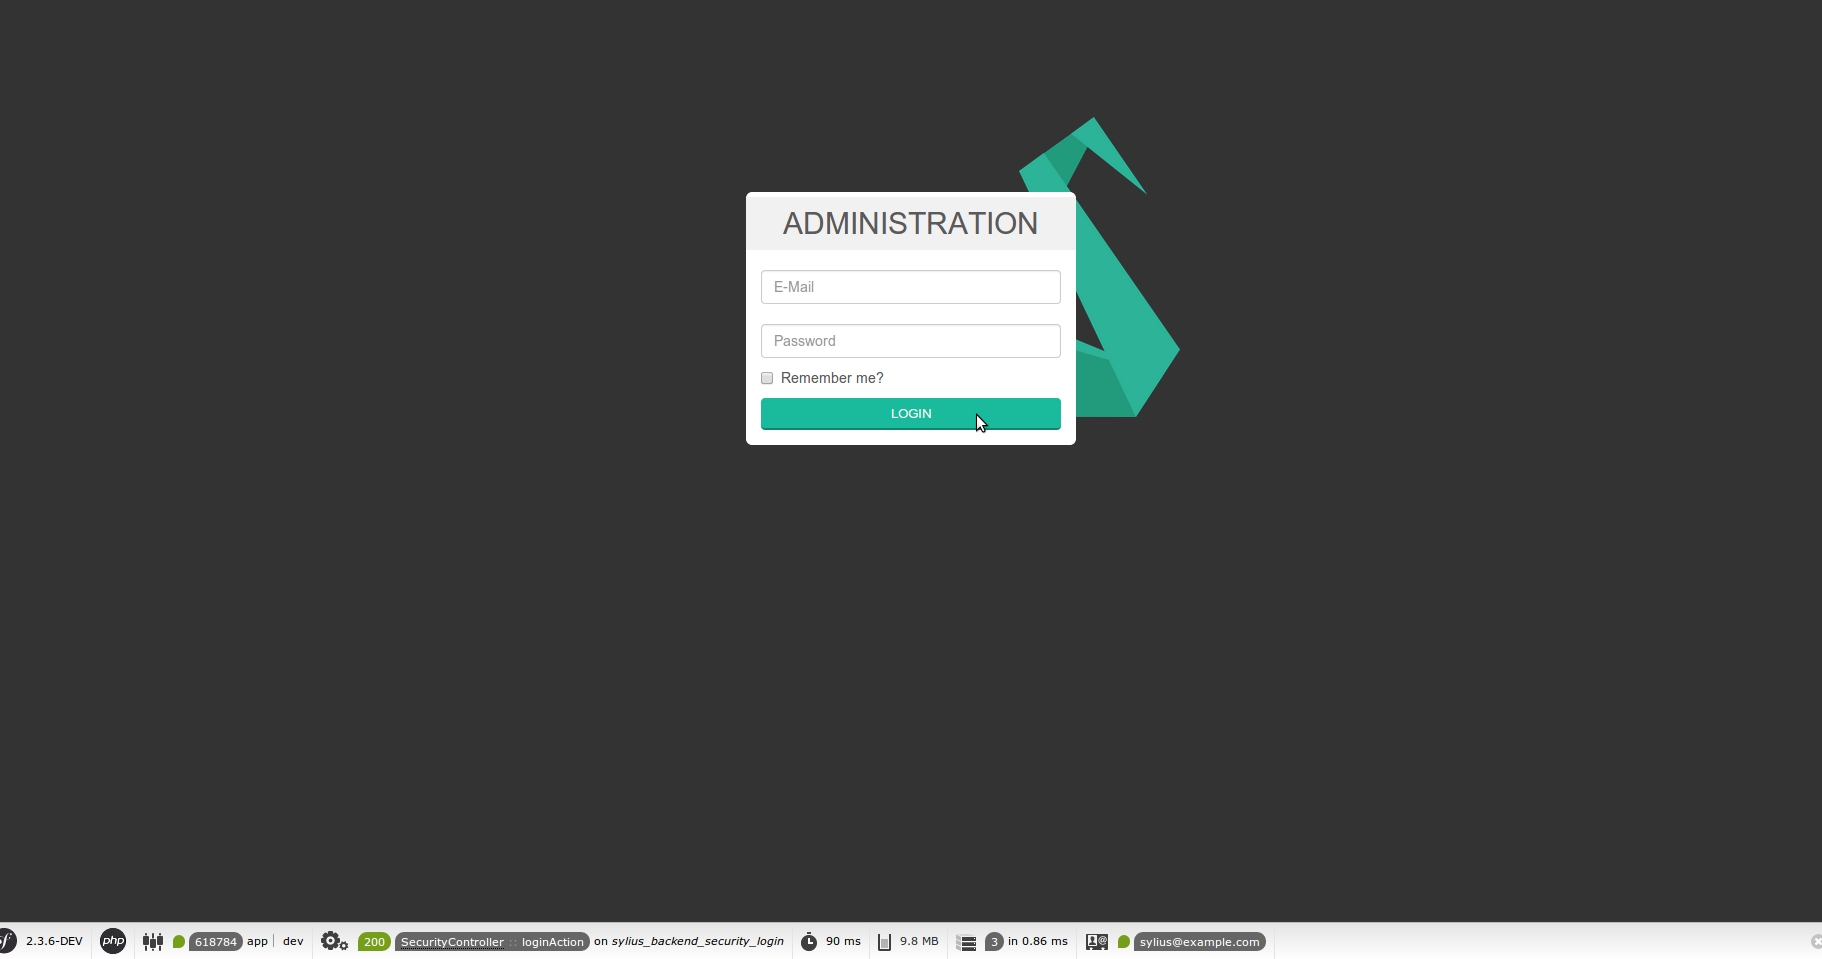 ADMINISTRATION
E-Mail
Password
Remember me?
LOGIN
sf 2.3.6-DEV php 618784 app dev 200 SecurityController :: loginAction on sylius_backend_security_login 90 ms 9.8 MB 3 in 0.86 ms sylius@example.com